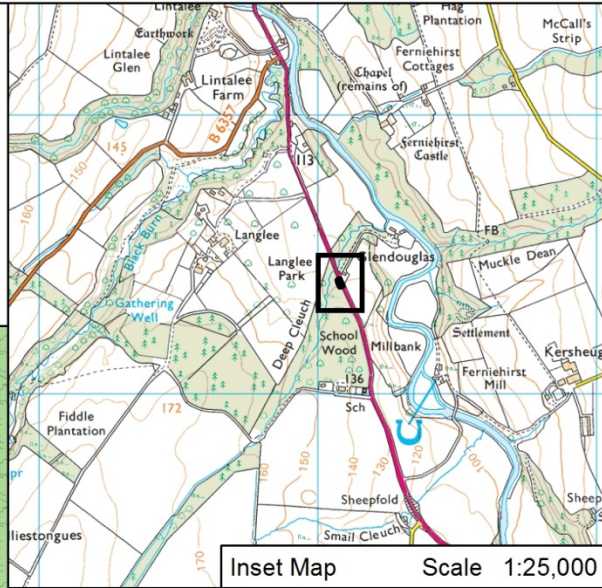 Lintalee
Hag
Plantation
McCall's
Strip
Earthwork
Lintalee
Glen
Ferniehirst
Cottages
Lintalee
Farm
Chapel
(remains of)
B 6357
113
145
150
160
Ferniehirst
Castle
Black Burn
Langlee
FB
Langlee
Park
Glendouglas
Muckle Dean
Gathering
Well
Deep Cleuch
Settlement
School
Wood
Millbank
Kersheug
Ferniehirst
Mill
136
Sch
172
Fiddle
Plantation
160
150
140
130
120
100
Sheepfold
Sheep
liestongues
Smail Cleuch
170
Inset Map Scale 1:25,000